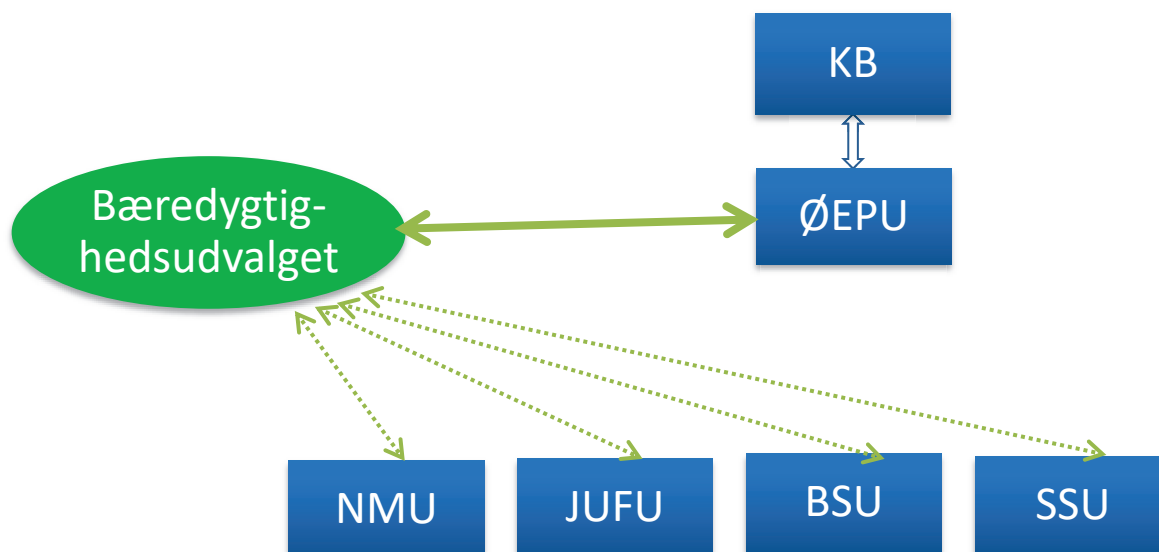 KB
ØEPU
Bæredygtig-
hedsudvalget
NMU
JUFU
BSU
SSU